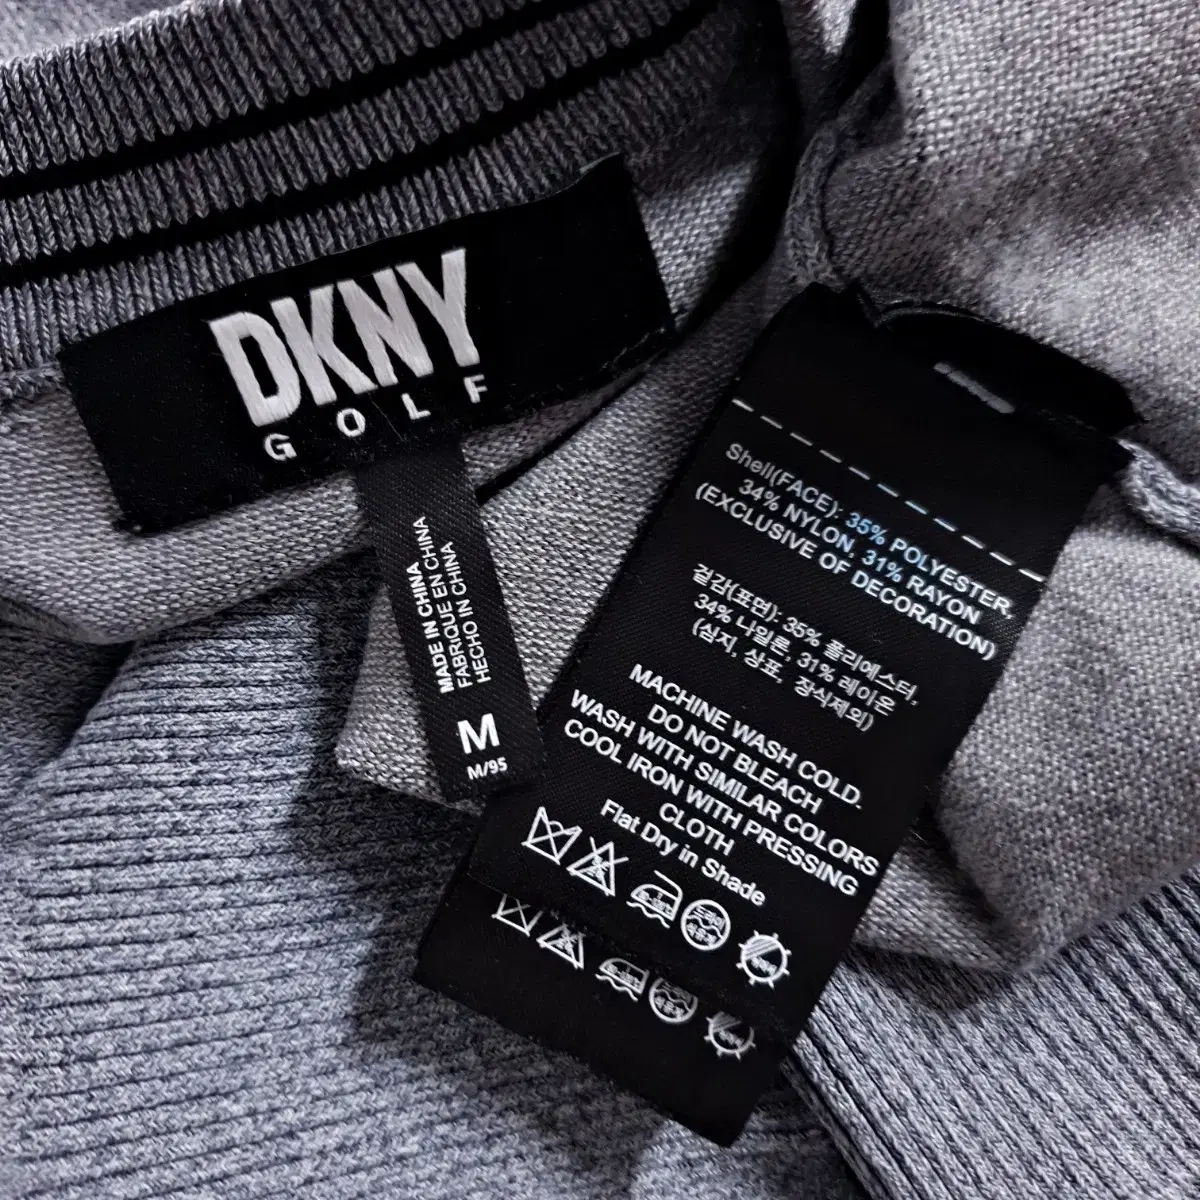 DKNY
GOLF
MADE IN CHINA
FABRIQUE EN CHINA
HECHO IN CHINA
M
M/95
Shell(FACE): 35% POLYESTER,
34% NYLON, 31% RAYON
(EXCLUSIVE OF DECORATION)
겉감(표면): 35% 폴리에스터,
34% 나일론, 31% 레이온
(심지, 상표, 장식제외)
MACHINE WASH COLD.
DO NOT BLEACH
WASH WITH SIMILAR COLORS
COOL IRON WITH PRESSING
CLOTH
Flat Dry in Shade